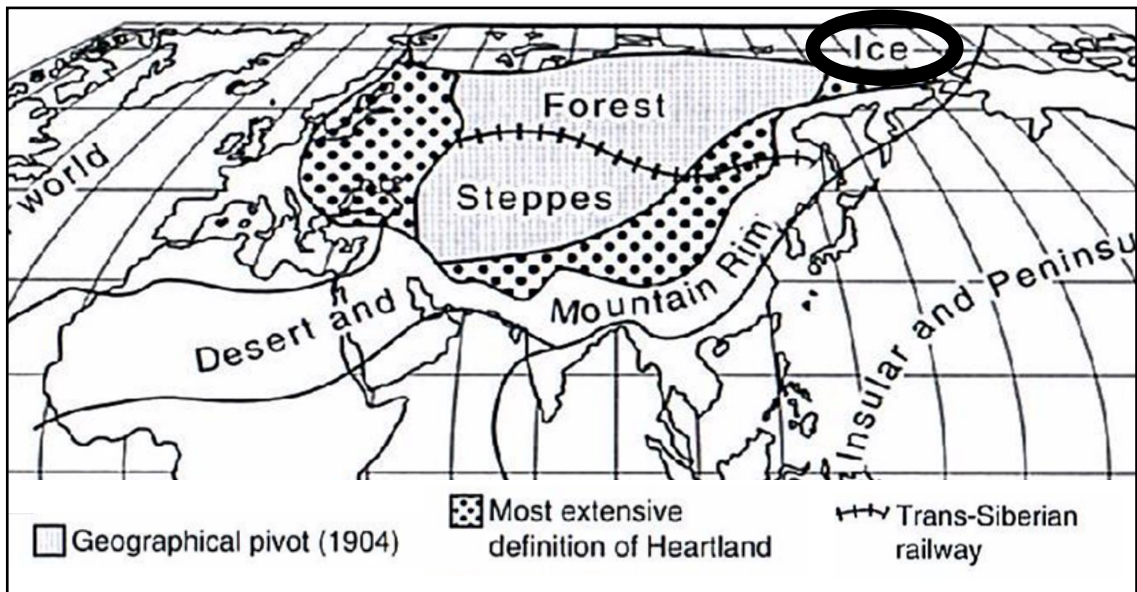 Ice
Forest
world
Steppes
Desert and
Mountain Rim
Insular and Peninsu
Geographical pivot (1904)
Most extensive
definition of Heartland
Trans-Siberian
railway